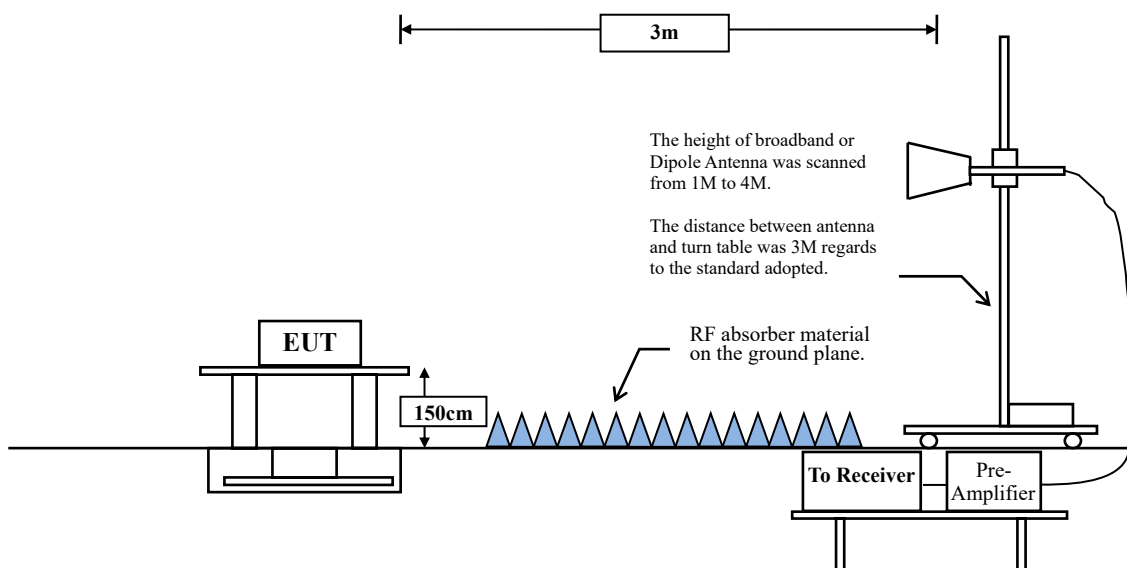 3m
The height of broadband or
Dipole Antenna was scanned
from 1M to 4M.
The distance between antenna
and turn table was 3M regards
to the standard adopted.
EUT
RF absorber material
on the ground plane.
150cm
To Receiver
Pre-
Amplifier